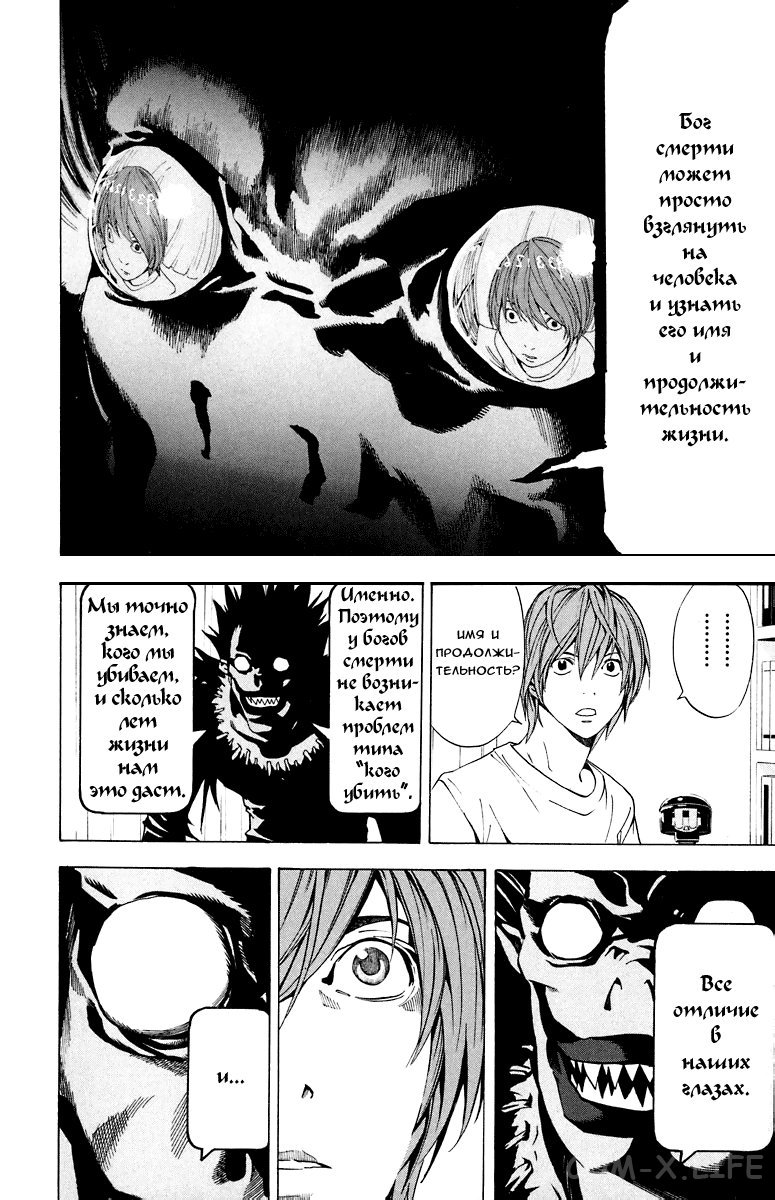 Бог
смерти
может
просто
взглянуть
на
человека
и узнать
его имя
и
продолжи-
тельность
жизни.
.........
имя и
продолжи-
тельность?
Именно.
Поэтому
у богов
смерти
не возни-
кает
проблем
типа
"кого
убить".
Мы точно
знаем,
кого мы
убиваем,
и сколько
лет
жизни
нам
это даст.
Все
отличие
в
наших
глазах.
и...
COM-X.LIFE